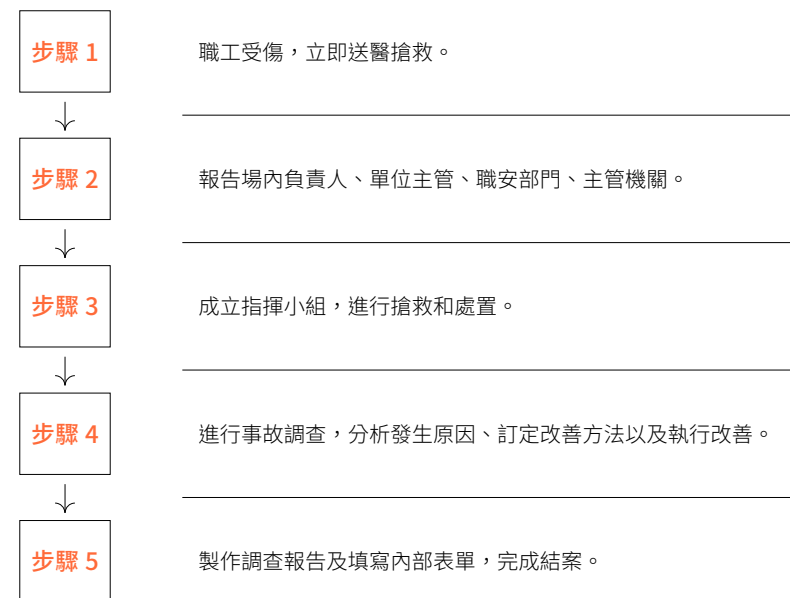 步驟 1
職工受傷，立即送醫搶救。
步驟 2
報告場內負責人、單位主管、職安部門、主管機關。
步驟 3
成立指揮小組，進行搶救和處置。
步驟 4
進行事故調查，分析發生原因、訂定改善方法以及執行改善。
步驟 5
製作調查報告及填寫內部表單，完成結案。